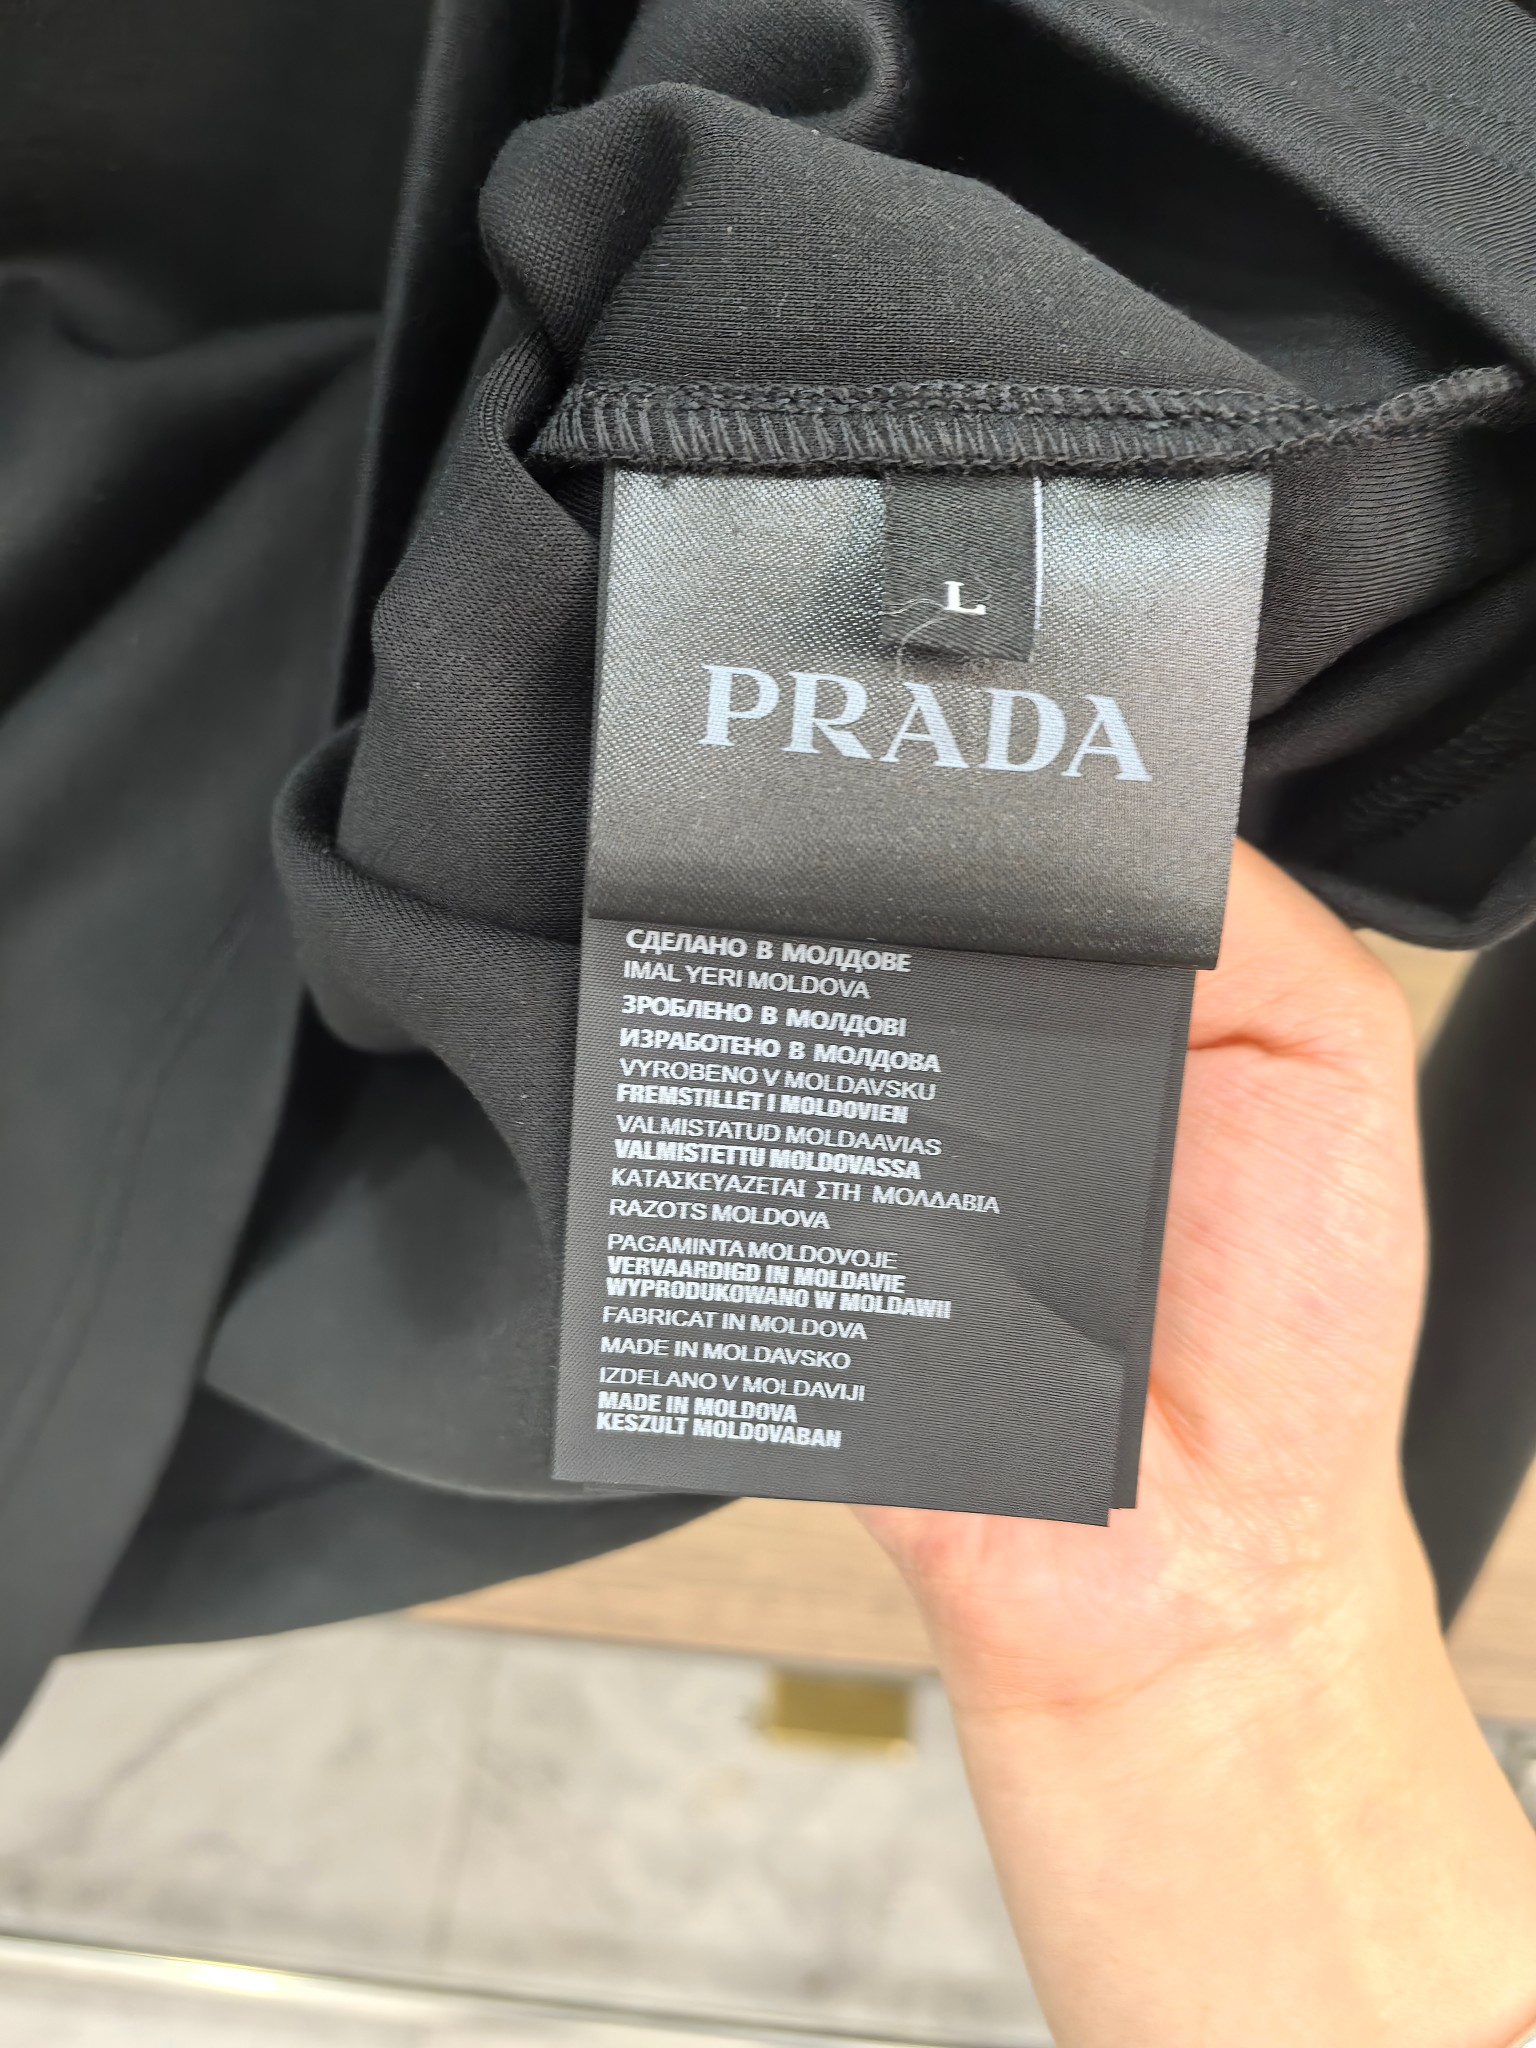 L
PRADA
СДЕЛАНО В МОЛДОВЕ
IMAL YERI MOLDOVA
ЗРОБЛЕНО В МОЛДОВІ
ИЗРАБОТЕНО В МОЛДОВА
VYROBENO V MOLDAVSKU
FREMSTILLET I MOLDOVIEN
VALMISTATUD MOLDAAVIAS
VALMISTETTU MOLDOVASSA
ΚΑΤΑΣΚΕΥΑΖΕΤΑΙ ΣΤΗ ΜΟΛΔΑΒΙΑ
RAZOTS MOLDOVA
PAGAMINTA MOLDOVOJE
VERVAARDIGD IN MOLDAVIE
WYPRODUKOWANO W MOLDAWII
FABRICAT IN MOLDOVA
MADE IN MOLDAVSKO
IZDELANO V MOLDAVIJI
MADE IN MOLDOVA
KESZULT MOLDOVABAN